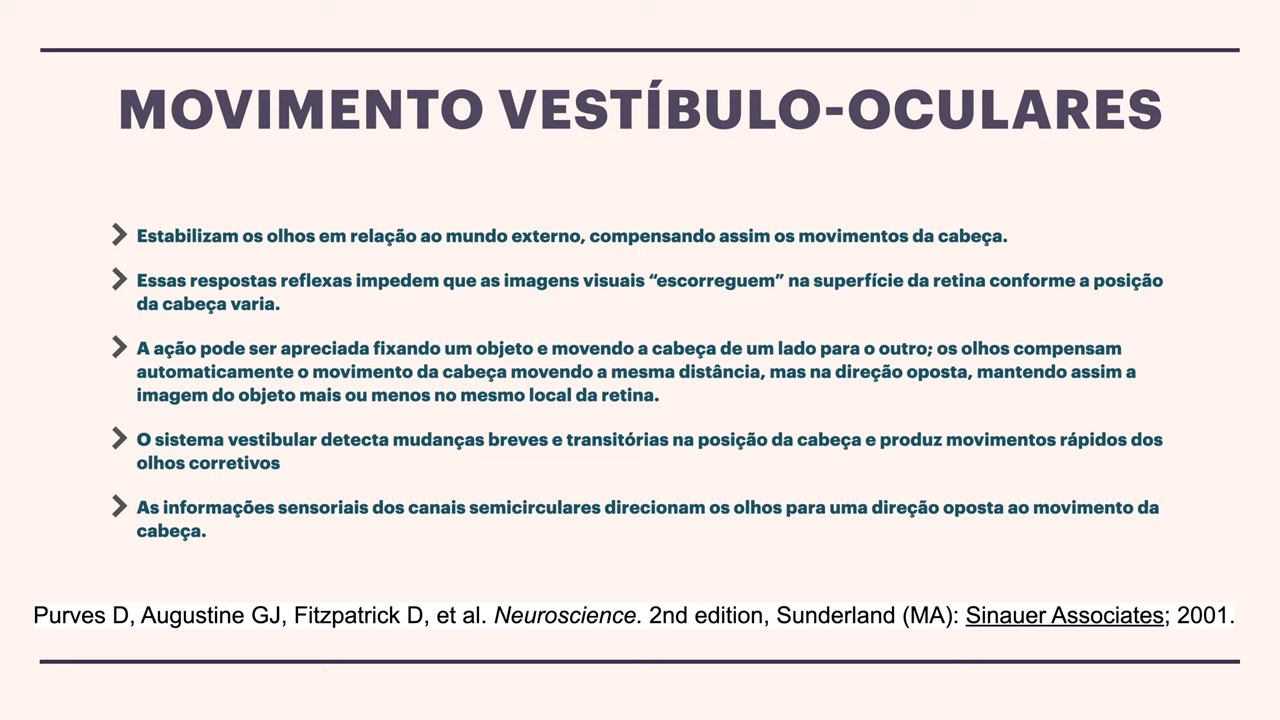 MOVIMENTO VESTÍBULO-OCULARES
Estabilizam os olhos em relação ao mundo externo, compensando assim os movimentos da cabeça.
Essas respostas reflexas impedem que as imagens visuais “escorreguem” na superfície da retina conforme a posição
da cabeça varia.
A ação pode ser apreciada fixando um objeto e movendo a cabeça de um lado para o outro; os olhos compensam
automaticamente o movimento da cabeça movendo a mesma distância, mas na direção oposta, mantendo assim a
imagem do objeto mais ou menos no mesmo local da retina.
O sistema vestibular detecta mudanças breves e transitórias na posição da cabeça e produz movimentos rápidos dos
olhos corretivos
As informações sensoriais dos canais semicirculares direcionam os olhos para uma direção oposta ao movimento da
cabeça.
Purves D, Augustine GJ, Fitzpatrick D, et al. Neuroscience. 2nd edition, Sunderland (MA): Sinauer Associates; 2001.